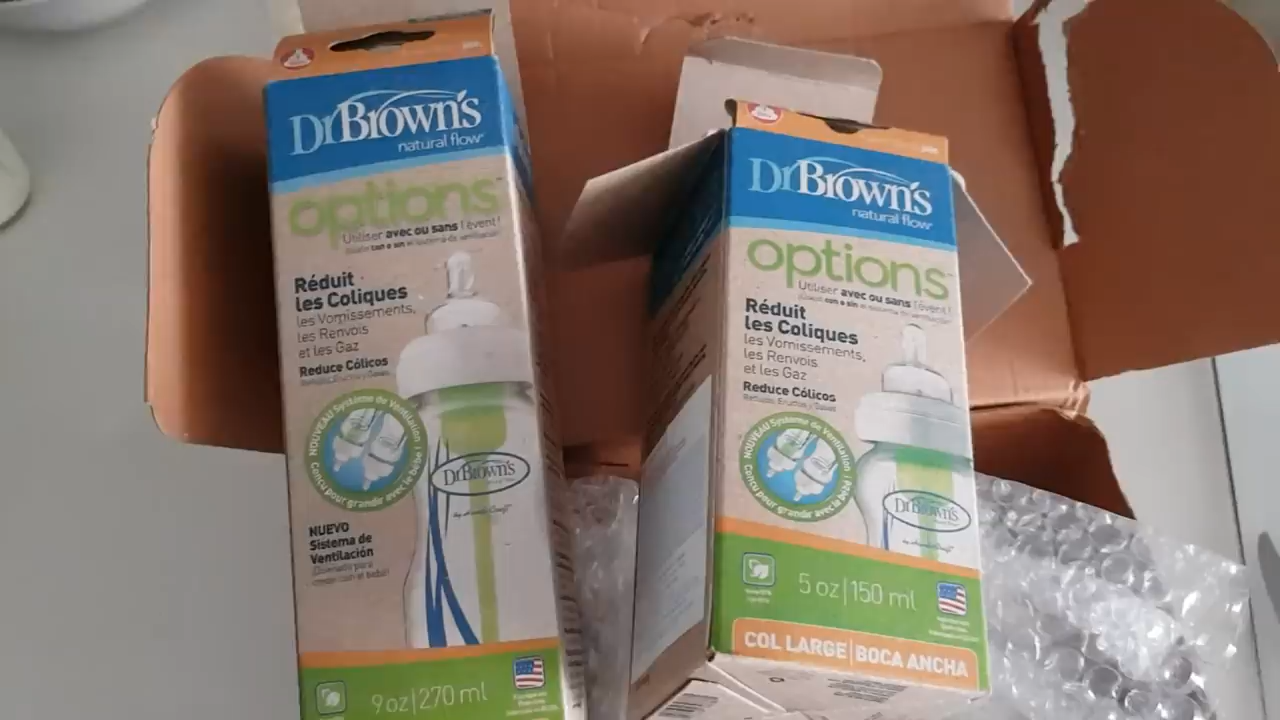 DrBrown's
natural flow
options
Utiliser avec ou sans l'évent!
Réduit
les Coliques
les Vomissements,
les Renvois
et les Gaz
Reduce Cólicos
NOUVEAU Système de Ventilation
Conçu pour grandir avec le bébé!
DrBrown's
NUEVO
Sistema de
Ventilación
9 oz|270 ml
DrBrown's
natural flow
options
Utiliser avec ou sans l'évent!
Réduit
les Coliques
les Vomissements,
les Renvois
et les Gaz
Reduce Cólicos
NOUVEAU Système de Ventilation
Conçu pour grandir avec le bébé!
DrBrown's
5 oz|150 ml
COL LARGE|BOCA ANCHA